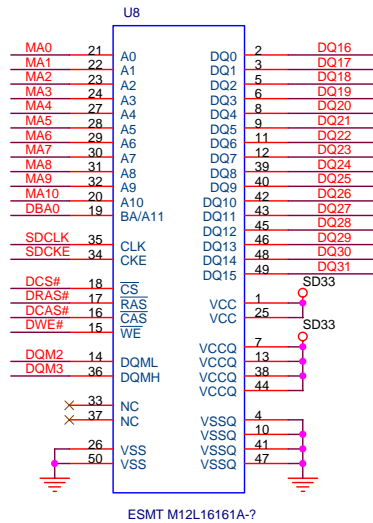 U8
MA0 21 A0 DQ0 2 DQ16
MA1 22 A1 DQ1 3 DQ17
MA2 23 A2 DQ2 5 DQ18
MA3 24 A3 DQ3 6 DQ19
MA4 27 A4 DQ4 8 DQ20
MA5 28 A5 DQ5 9 DQ21
MA6 29 A6 DQ6 11 DQ22
MA7 30 A7 DQ7 12 DQ23
MA8 31 A8 DQ8 39 DQ24
MA9 32 A9 DQ9 40 DQ25
MA10 20 A10 DQ10 42 DQ26
DBA0 19 BA/A11 DQ11 43 DQ27
DQ12 45 DQ28
SDCLK 35 CLK DQ13 46 DQ29
SDCKE 34 CKE DQ14 48 DQ30
DQ15 49 DQ31
DCS# 18 CS SD33
DRAS# 17 RAS VCC 1
DCAS# 16 CAS VCC 25
DWE# 15 WE SD33
VCCQ 7
DQM2 14 DQML VCCQ 13
DQM3 36 DQMH VCCQ 38
VCCQ 44
33 NC
37 NC VSSQ 4
VSSQ 10
26 VSS VSSQ 41
50 VSS VSSQ 47
ESMT M12L16161A-?